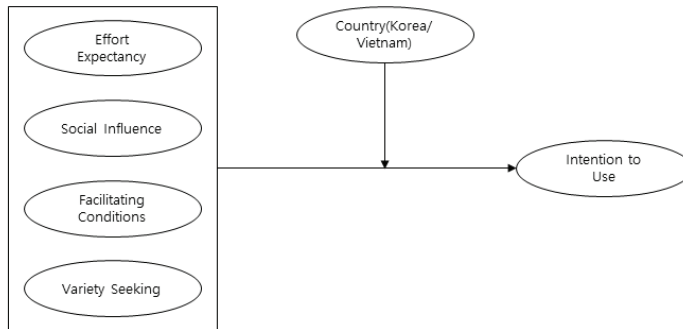 Effort
Expectancy
Social Influence
Facilitating
Conditions
Variety Seeking
Country(Korea/
Vietnam)
Intention to
Use